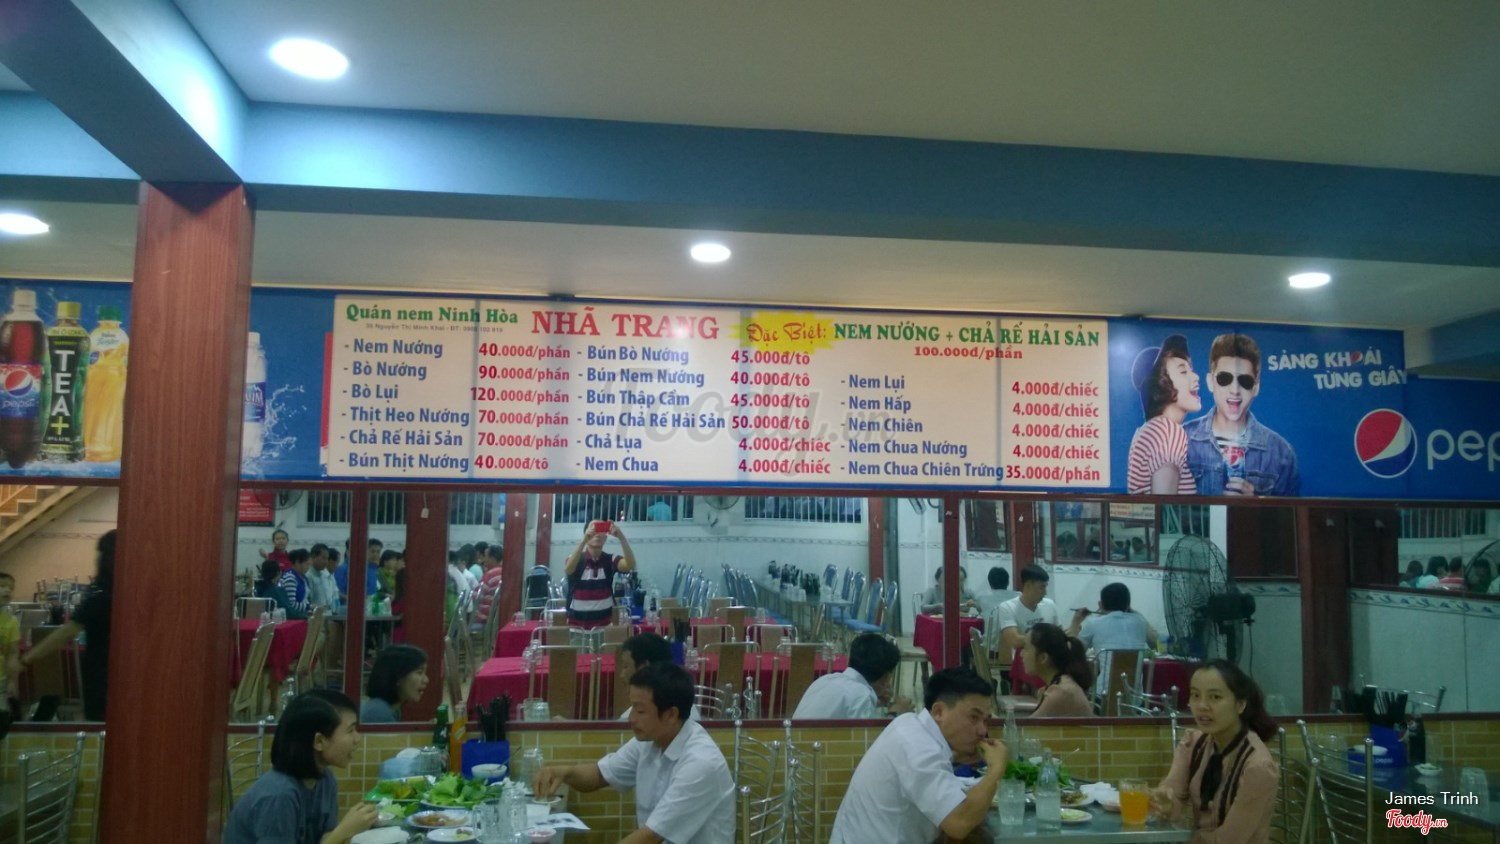 Quán nem Ninh Hòa
NHÃ TRANG
Đặc Biệt: NEM NƯỚNG + CHẢ RẾ HẢI SẢN
100.000đ/phần
- Nem Nướng 40.000đ/phần
- Bò Nướng 90.000đ/phần
- Bò Lụi 120.000đ/phần
- Thịt Heo Nướng 70.000đ/phần
- Chả Rế Hải Sản 70.000đ/phần
- Bún Thịt Nướng 40.000đ/tô
- Bún Bò Nướng 45.000đ/tô
- Bún Nem Nướng 40.000đ/tô
- Bún Thập Cẩm 45.000đ/tô
- Bún Chả Rế Hải Sản 50.000đ/tô
- Chả Lụa 4.000đ/chiếc
- Nem Chua 4.000đ/chiếc
- Nem Lụi 4.000đ/chiếc
- Nem Hấp 4.000đ/chiếc
- Nem Chiên 4.000đ/chiếc
- Nem Chua Nướng 4.000đ/chiếc
- Nem Chua Chiên Trứng 35.000đ/phần
SẢNG KHOÁI
TỪNG GIÂY
pep
pepsi
TEA+
PLUS
Foody.vn
James Trinh
Foody.vn